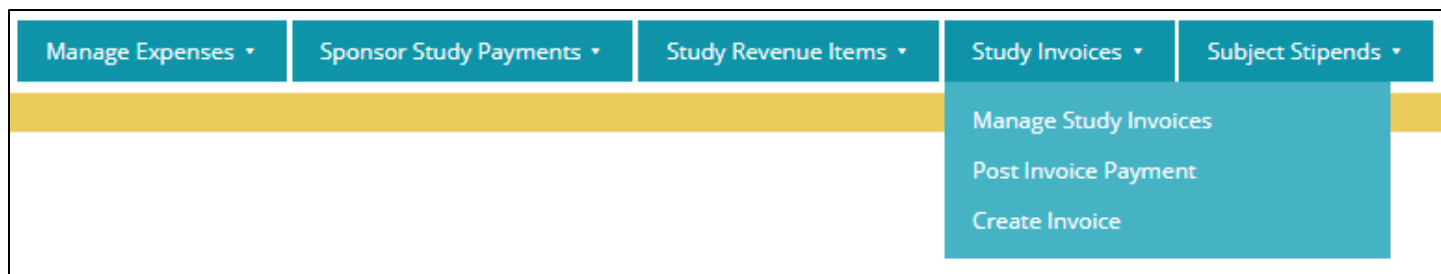 Manage Expenses Sponsor Study Payments Study Revenue Items Study Invoices Subject Stipends
Manage Study Invoices
Post Invoice Payment
Create Invoice